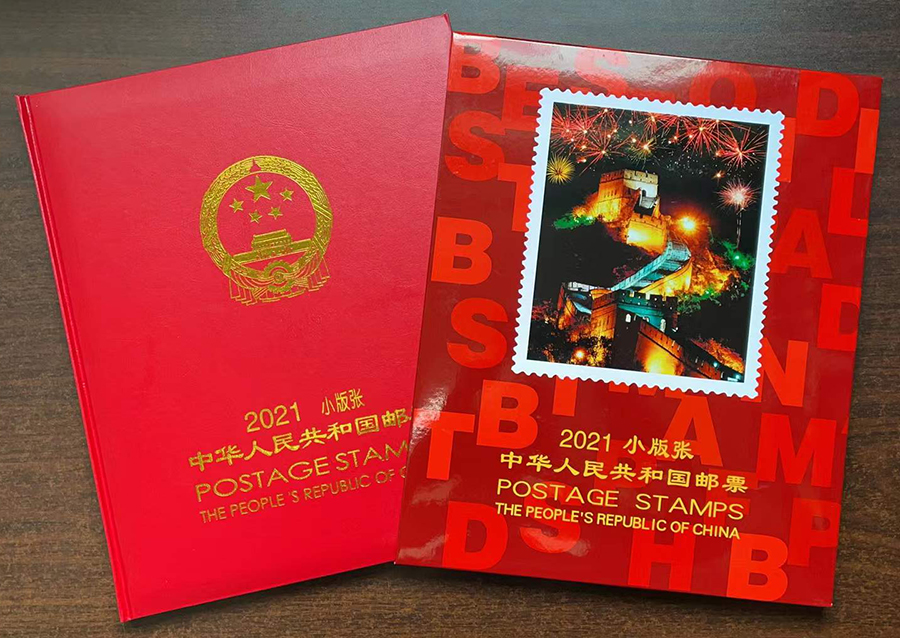 2021 小版张
中华人民共和国邮
POSTAGE STAM
THE PEOPLE'S REPUBLIC OF C
2021 小版张
中华人民共和国邮票
POSTAGE STAMPS
THE PEOPLE'S REPUBLIC OF CHINA